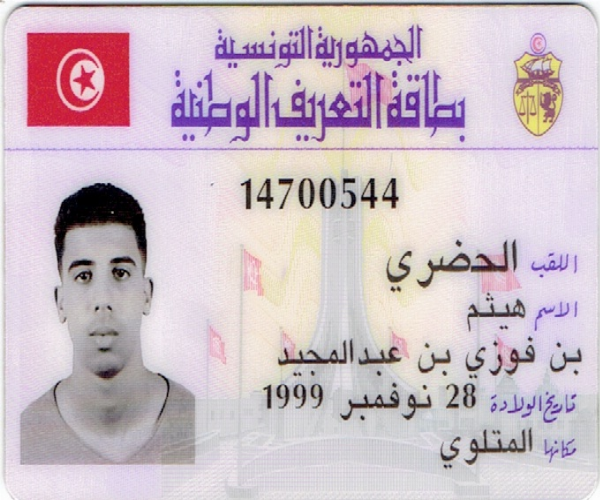 الجمهورية التونسية
بطاقة التعريف الوطنية
14700544
اللقب الحضري
الاسم هيثم
بن فوزي بن عبدالمجيد
تاريخ الولادة 28 نوفمبر 1999
مكانها المتلوي